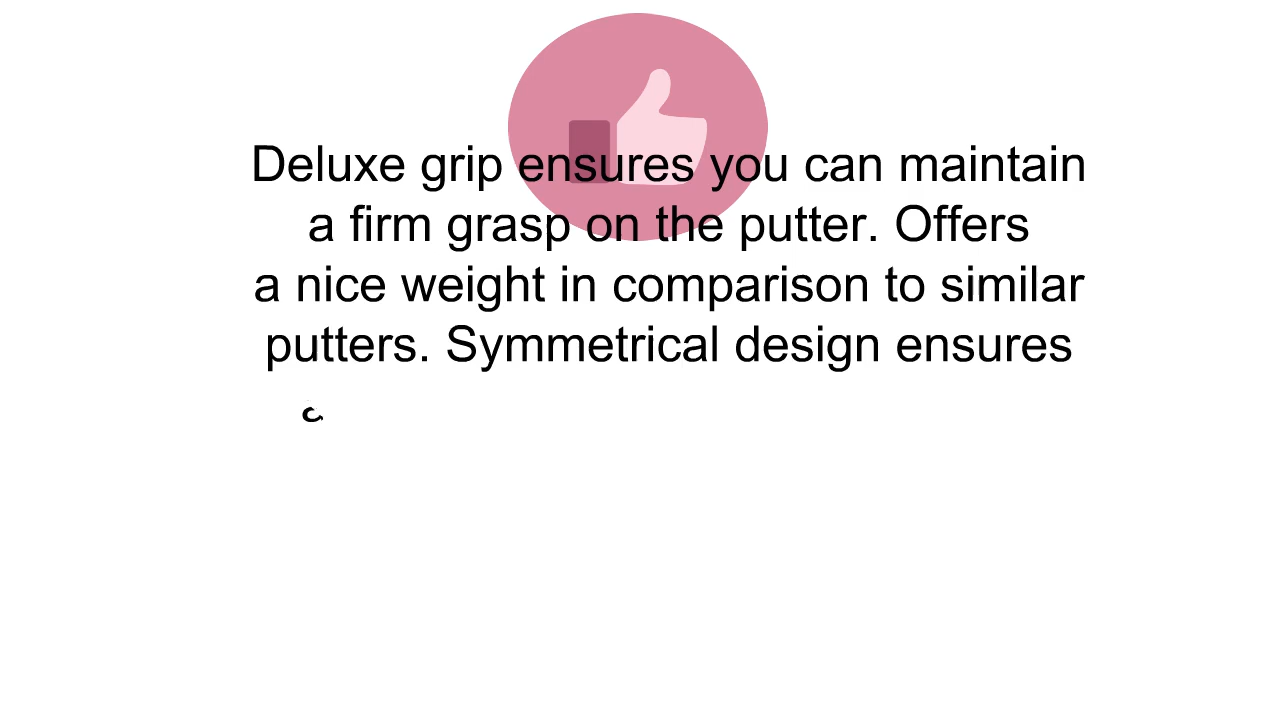 Deluxe grip ensures you can maintain
a firm grasp on the putter. Offers
a nice weight in comparison to similar
putters. Symmetrical design ensures